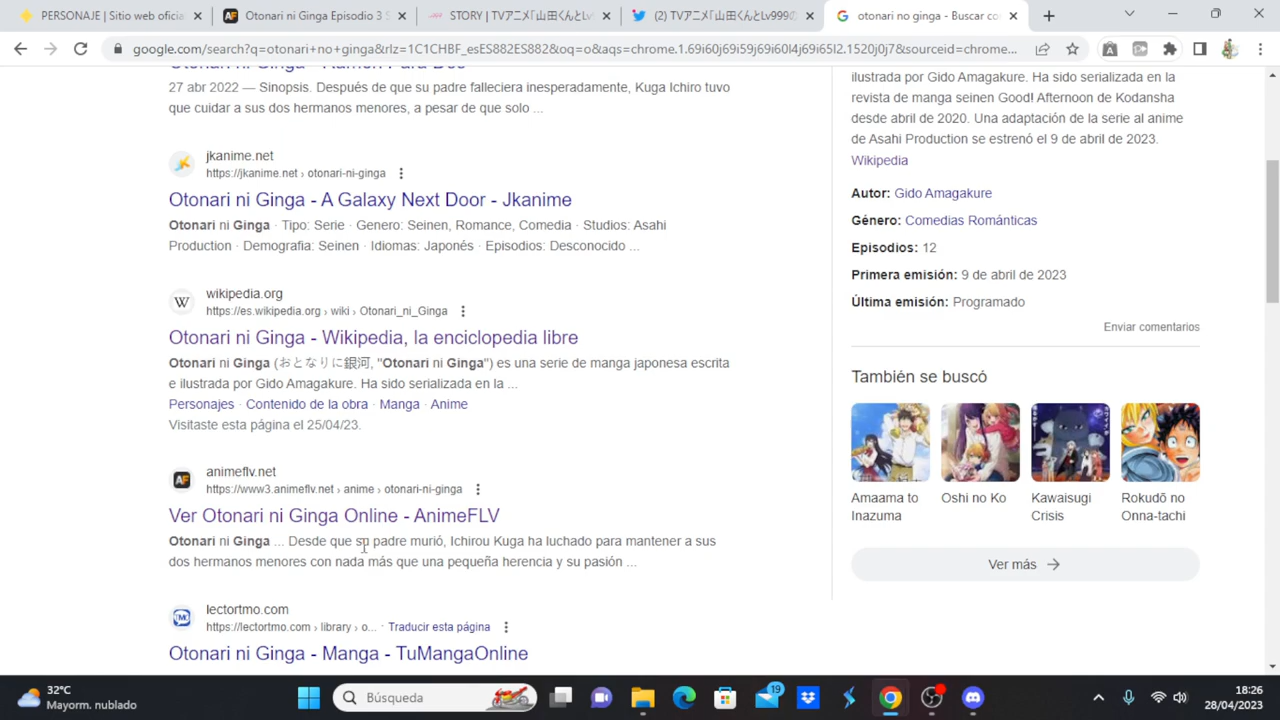 PERSONAJE | Sitio web oficia
Otonari ni Ginga Episodio 3 S
STORY | TVアニメ「山田くんとLv999の
(2) TVアニメ「山田くんとLv999の
otonari no ginga - Buscar co
google.com/search?q=otonari+no+ginga&rlz=1C1CHBF_esES882ES882&oq=o&aqs=chrome.1.69i60j69i59j69i60l4j69i65l2.1520j0j7&sourceid=chrome...
Otonari ni Ginga - Ramen Para Dos
27 abr 2022 — Sinopsis. Después de que su padre falleciera inesperadamente, Kuga Ichiro tuvo
que cuidar a sus dos hermanos menores, a pesar de que solo ...
jkanime.net
https://jkanime.net › otonari-ni-ginga
Otonari ni Ginga - A Galaxy Next Door - Jkanime
Otonari ni Ginga · Tipo: Serie · Genero: Seinen, Romance, Comedia · Studios: Asahi
Production · Demografia: Seinen · Idiomas: Japonés · Episodios: Desconocido ...
W
wikipedia.org
https://es.wikipedia.org › wiki › Otonari_ni_Ginga
Otonari ni Ginga - Wikipedia, la enciclopedia libre
Otonari ni Ginga (おとなりに銀河, "Otonari ni Ginga") es una serie de manga japonesa escrita
e ilustrada por Gido Amagakure. Ha sido serializada en la ...
Personajes · Contenido de la obra · Manga · Anime
Visitaste esta página el 25/04/23.
AF
animeflv.net
https://www3.animeflv.net › anime › otonari-ni-ginga
Ver Otonari ni Ginga Online - AnimeFLV
Otonari ni Ginga ... Desde que su padre murió, Ichirou Kuga ha luchado para mantener a sus
dos hermanos menores con nada más que una pequeña herencia y su pasión ...
TMO
lectortmo.com
https://lectortmo.com › library › o... · Traducir esta página
Otonari ni Ginga - Manga - TuMangaOnline
ilustrada por Gido Amagakure. Ha sido serializada en la
revista de manga seinen Good! Afternoon de Kodansha
desde abril de 2020. Una adaptación de la serie al anime
de Asahi Production se estrenó el 9 de abril de 2023.
Wikipedia
Autor: Gido Amagakure
Género: Comedias Románticas
Episodios: 12
Primera emisión: 9 de abril de 2023
Última emisión: Programado
Enviar comentarios
También se buscó
Amaama to
Inazuma
Oshi no Ko
Kawaisugi
Crisis
Rokudō no
Onna-tachi
Ver más
32°C
Mayorm. nublado
Búsqueda
19
18:26
28/04/2023